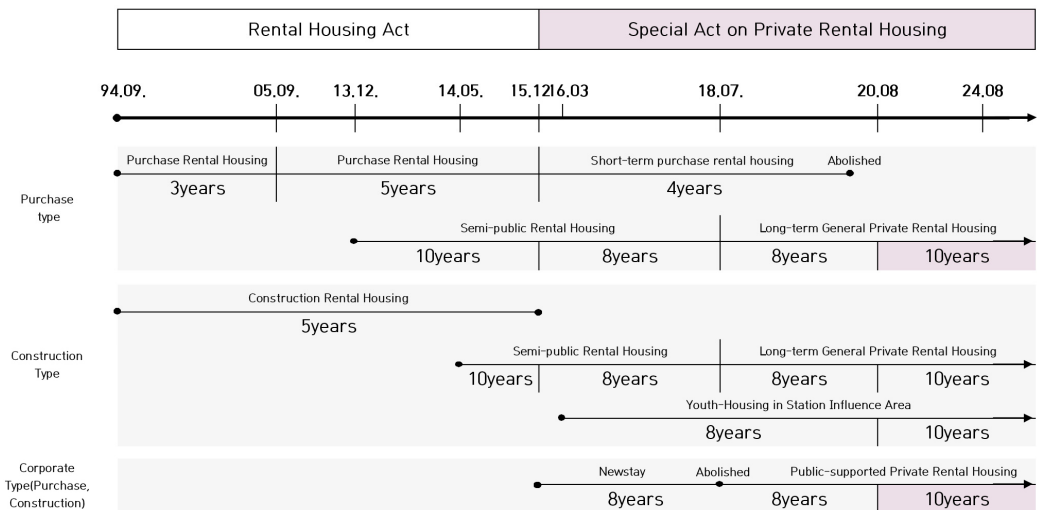 Rental Housing Act
Special Act on Private Rental Housing
94.09.
05.09.
13.12.
14.05.
15.12
16.03
18.07.
20.08
24.08
Purchase
type
Purchase Rental Housing
Purchase Rental Housing
Short-term purchase rental housing
Abolished
3years
5years
4years
Semi-public Rental Housing
Long-term General Private Rental Housing
10years
8years
8years
10years
Construction
Type
Construction Rental Housing
5years
Semi-public Rental Housing
Long-term General Private Rental Housing
10years
8years
8years
10years
Youth-Housing in Station Influence Area
8years
10years
Corporate
Type(Purchase,
Construction)
Newstay
Abolished
Public-supported Private Rental Housing
8years
8years
10years